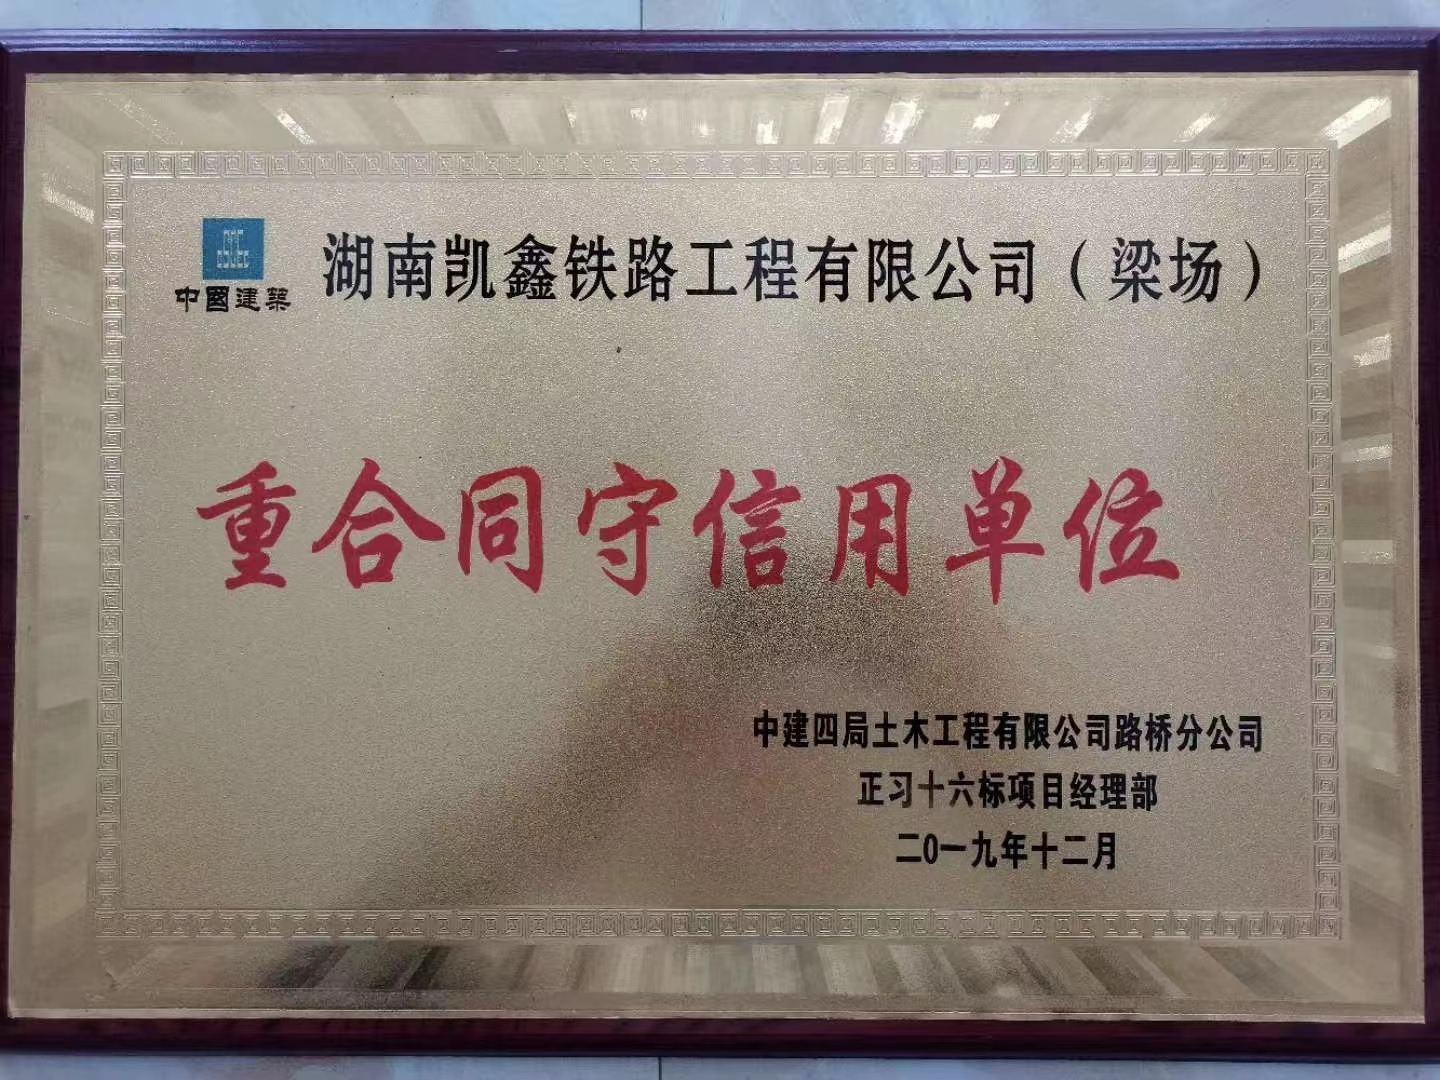 中國建築
湖南凯鑫铁路工程有限公司（梁场）
重合同守信用单位
中建四局土木工程有限公司路桥分公司
正习十六标项目经理部
二0一九年十二月